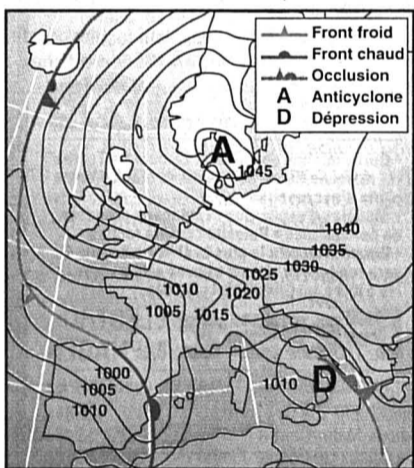 Front froid
Front chaud
Occlusion
A Anticyclone
D Dépression
A
1045
1040
1035
1030
1025
1020
1010
1005
1015
1000
1005
1010
1010
D